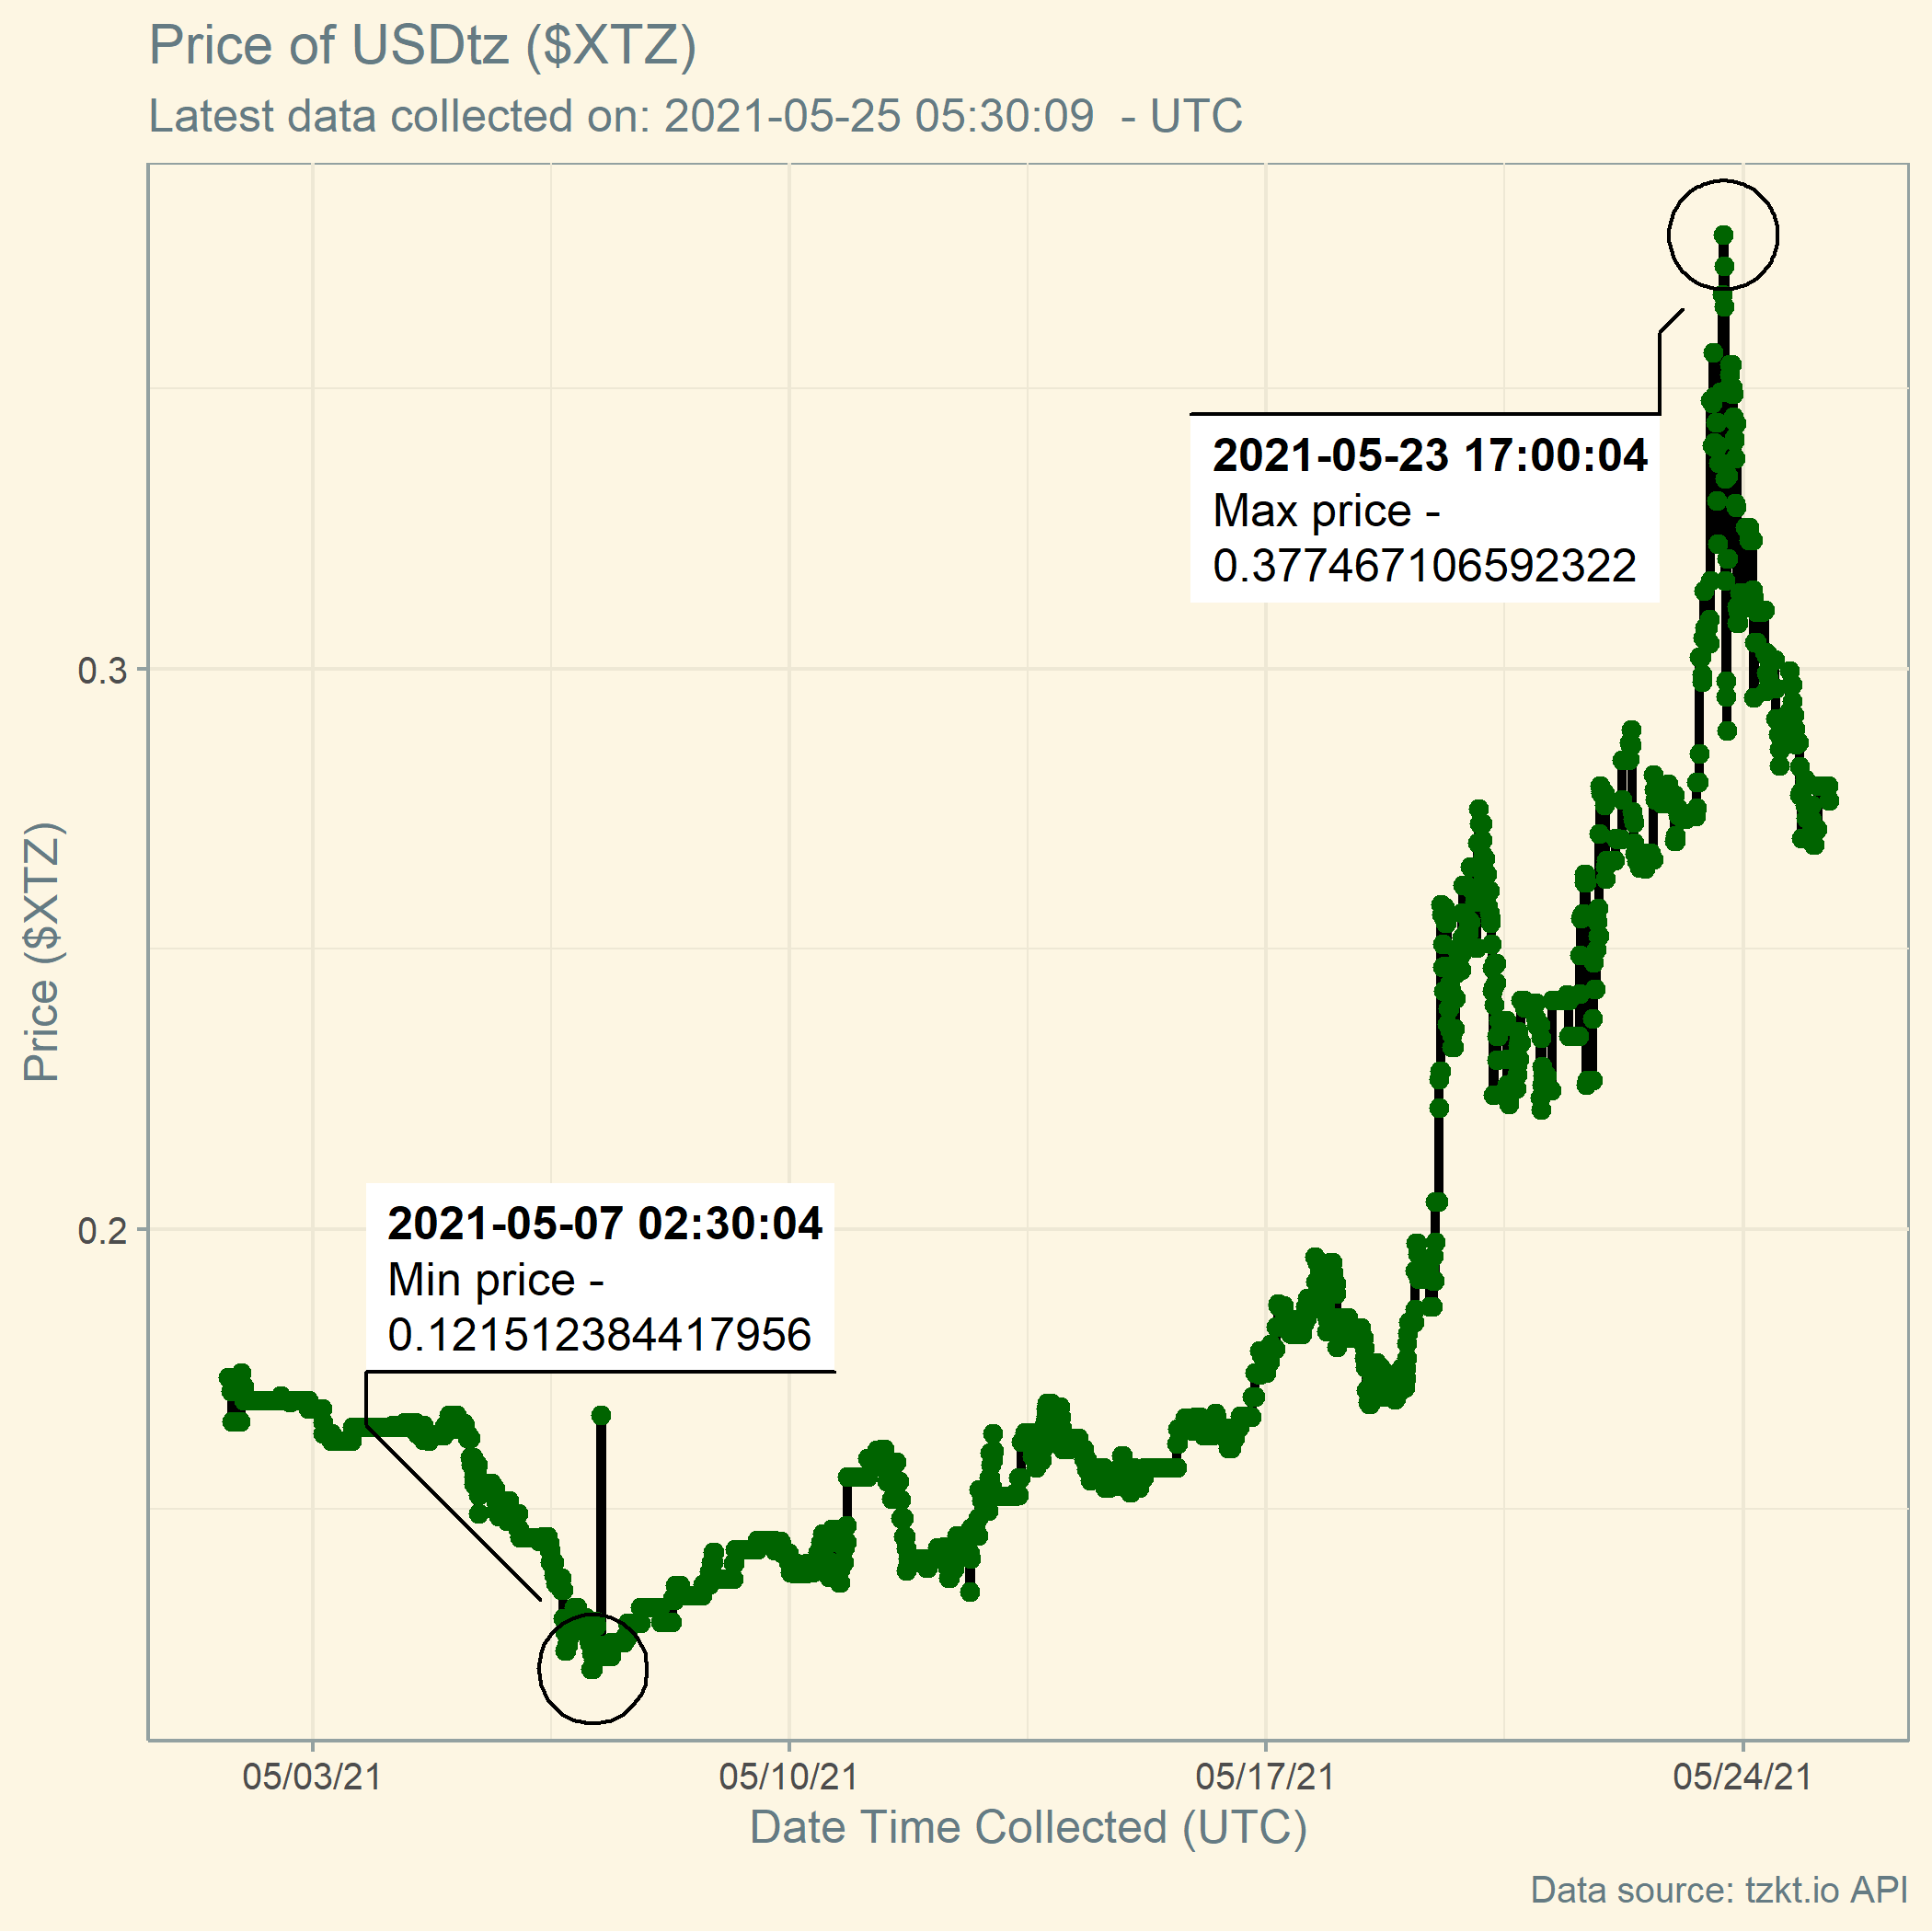 Price of USDtz ($XTZ)
Latest data collected on: 2021-05-25 05:30:09  - UTC
2021-05-23 17:00:04
Max price -
0.377467106592322
0.3
Price ($XTZ)
0.2
2021-05-07 02:30:04
Min price -
0.121512384417956
05/03/21
05/10/21
05/17/21
05/24/21
Date Time Collected (UTC)
Data source: tzkt.io API